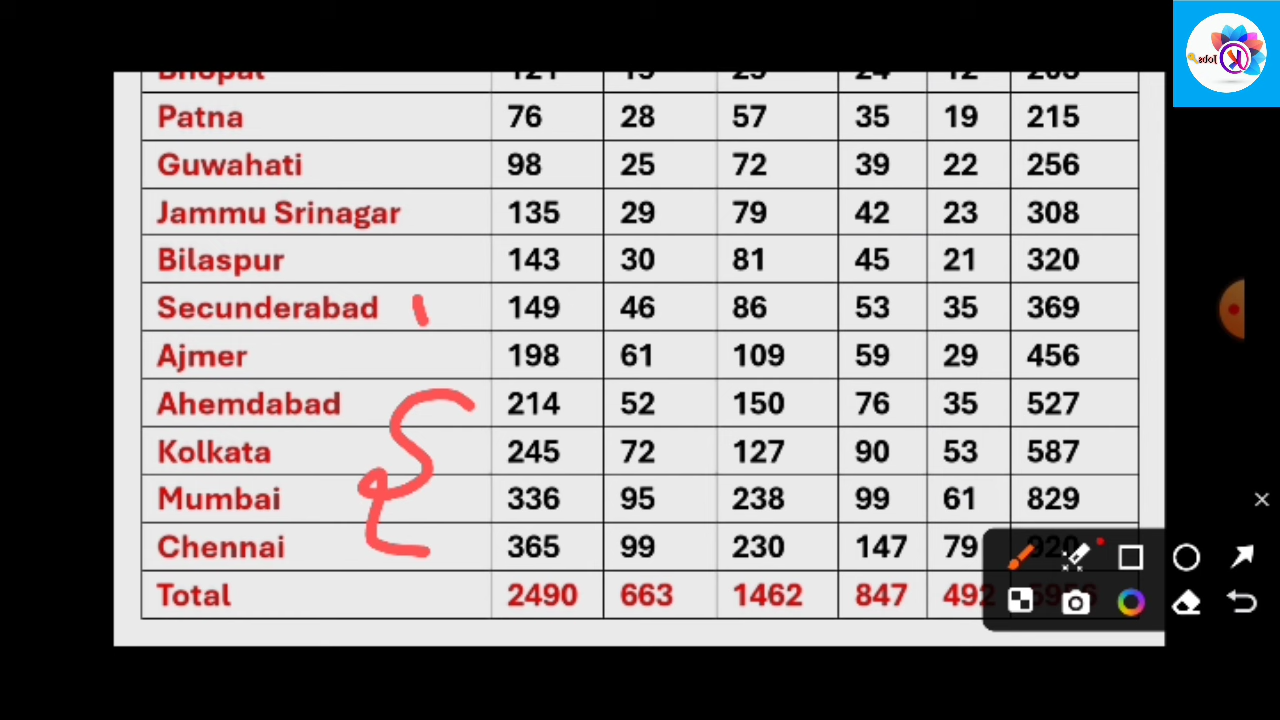 Patna 76 28 57 35 19 215
Guwahati 98 25 72 39 22 256
Jammu Srinagar 135 29 79 42 23 308
Bilaspur 143 30 81 45 21 320
Secunderabad 149 46 86 53 35 369
Ajmer 198 61 109 59 29 456
Ahemdabad 214 52 150 76 35 527
Kolkata 245 72 127 90 53 587
Mumbai 336 95 238 99 61 829
Chennai 365 99 230 147 79 920
Total 2490 663 1462 847 492